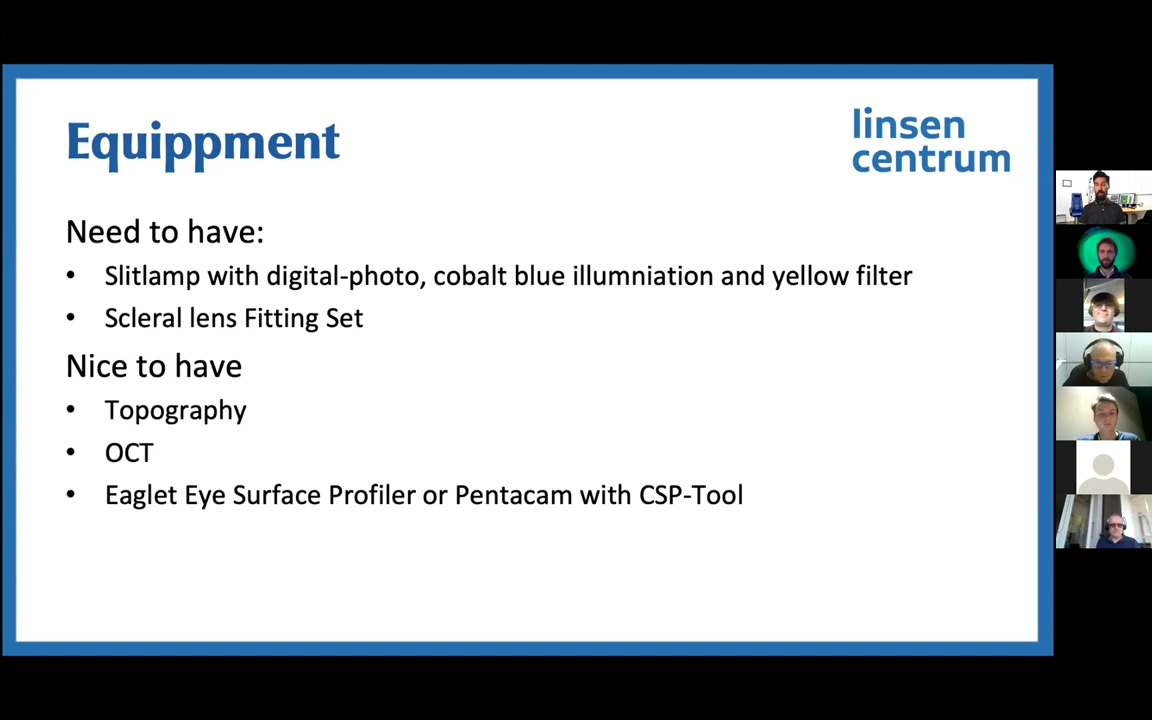 Equippment
linsen
centrum
Need to have:
• Slitlamp with digital-photo, cobalt blue illumniation and yellow filter
• Scleral lens Fitting Set
Nice to have
• Topography
• OCT
• Eaglet Eye Surface Profiler or Pentacam with CSP-Tool